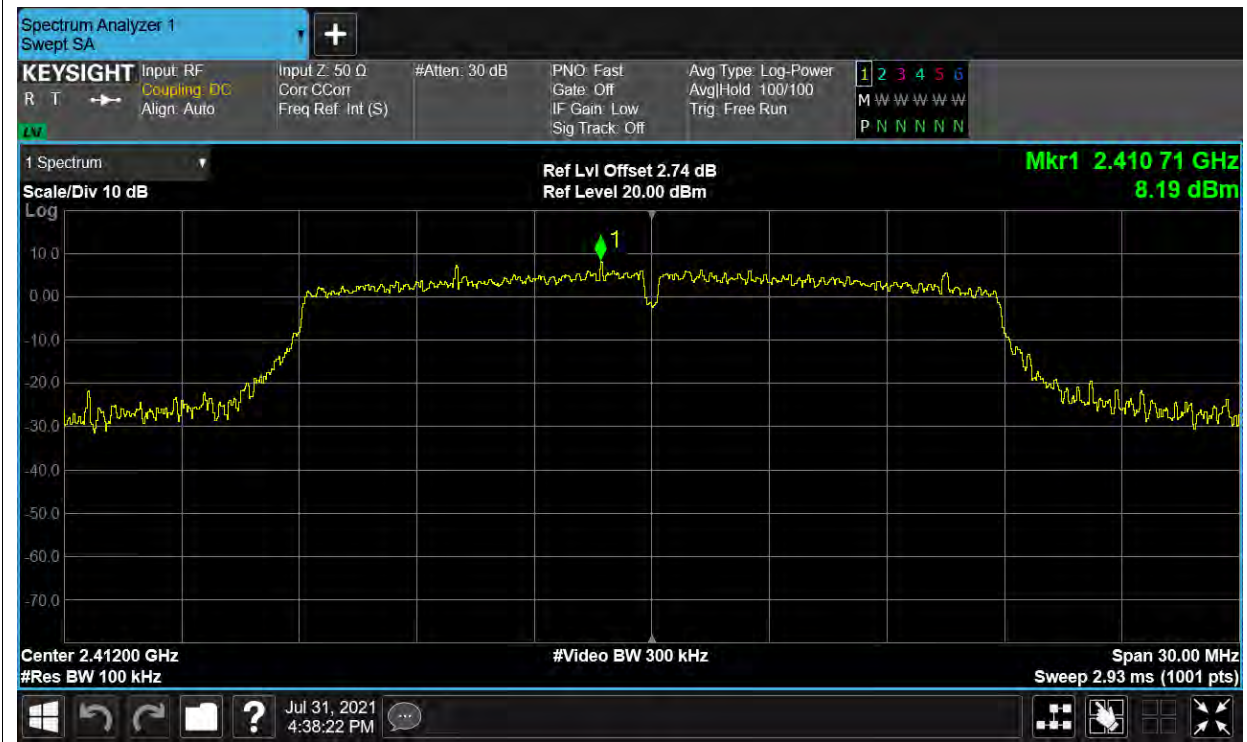 Spectrum Analyzer 1
Swept SA
+
KEYSIGHT
R T
LXI
Input: RF
Coupling: DC
Align: Auto
Input Z: 50 Ω
Corr CCorr
Freq Ref: Int (S)
#Atten: 30 dB
PNO: Fast
Gate: Off
IF Gain: Low
Sig Track: Off
Avg Type: Log-Power
Avg|Hold: 100/100
Trig: Free Run
1 2 3 4 5 6
M W W W W W
P N N N N N
1 Spectrum
Scale/Div 10 dB
Ref Lvl Offset 2.74 dB
Ref Level 20.00 dBm
Mkr1 2.410 71 GHz
8.19 dBm
Log
1
10.0
0.00
-10.0
-20.0
-30.0
-40.0
-50.0
-60.0
-70.0
Center 2.41200 GHz
#Video BW 300 kHz
Span 30.00 MHz
#Res BW 100 kHz
Sweep 2.93 ms (1001 pts)
?
Jul 31, 2021
4:38:22 PM